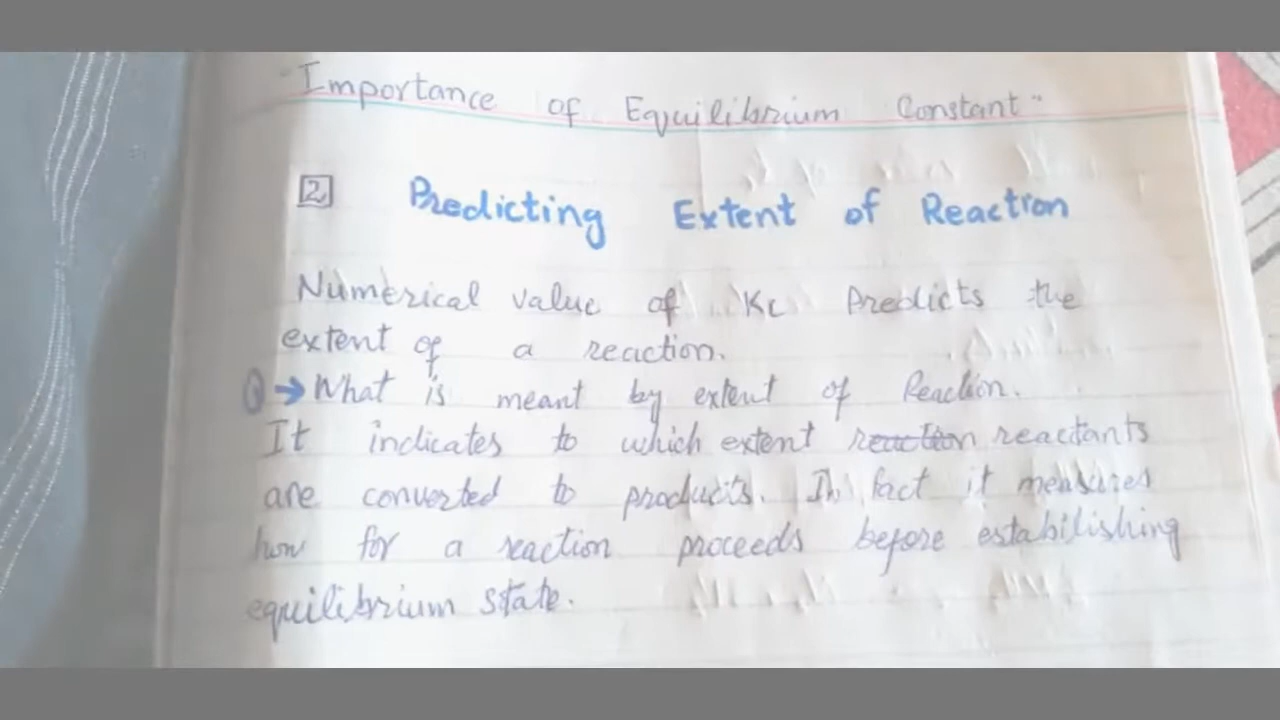 "Importance of Equilibrium Constant"
2 Predicting Extent of Reaction
Numerical value of Kc Predicts the
extent of a reaction.
Q → What is meant by extent of Reaction.
It indicates to which extent reaction reactants
are converted to products. In fact it measures
how for a reaction proceeds before estabilishing
equilibrium state.